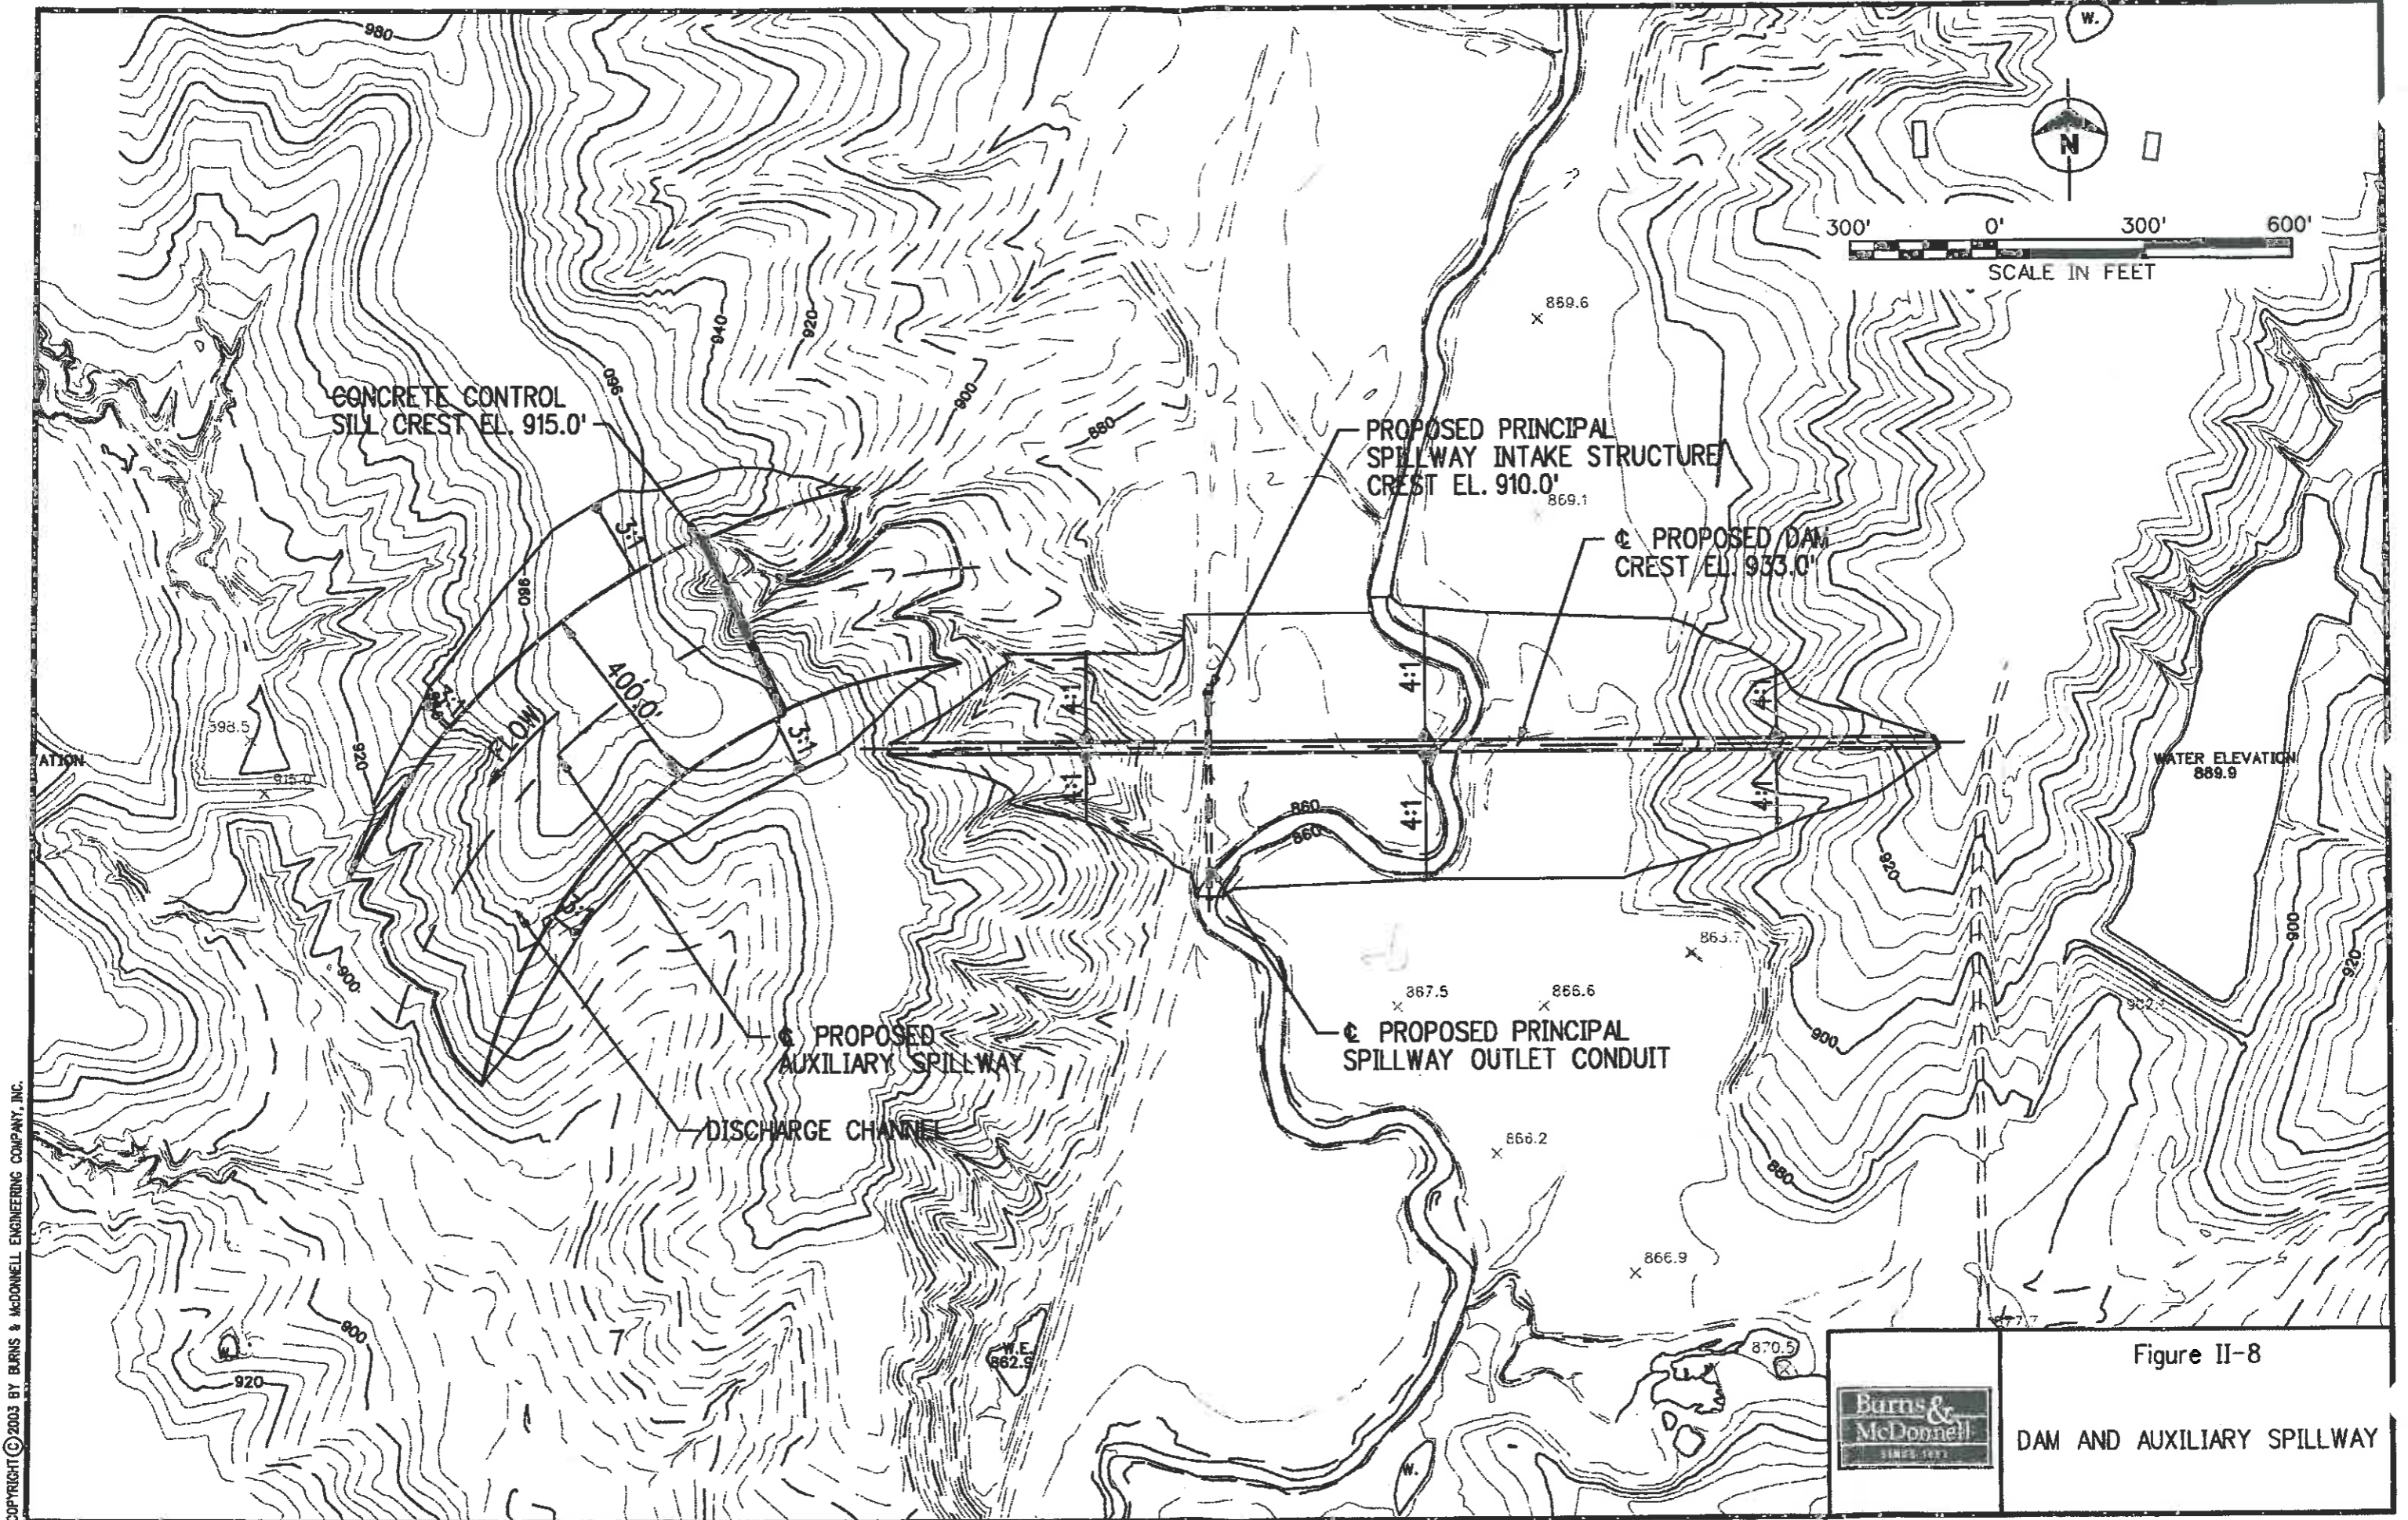 980
W.
N
300' 0' 300' 600'
SCALE IN FEET
869.6
940
920
960
900
880
CONCRETE CONTROL
SILL CREST EL. 915.0'
PROPOSED PRINCIPAL
SPILLWAY INTAKE STRUCTURE
CREST EL. 910.0'
869.1
℄ PROPOSED DAM
CREST EL. 933.0'
3:1
960
400.0'
FLOW
3:1
3:1
3:1
4:1
4:1
4:1
4:1
4:1
4:1
898.5
915.0
920
ATION
WATER ELEVATION
889.9
860
860
920
900
920
863.7
867.5
866.6
900
900
℄ PROPOSED
AUXILIARY SPILLWAY
℄ PROPOSED PRINCIPAL
SPILLWAY OUTLET CONDUIT
DISCHARGE CHANNEL
866.2
880
866.9
900
W.
920
W.E.
862.9
870.5
W.
Figure II-8
Burns &
McDonnell
SINCE 1898
DAM AND AUXILIARY SPILLWAY
COPYRIGHT © 2003 BY BURNS & McDONNELL ENGINEERING COMPANY, INC.